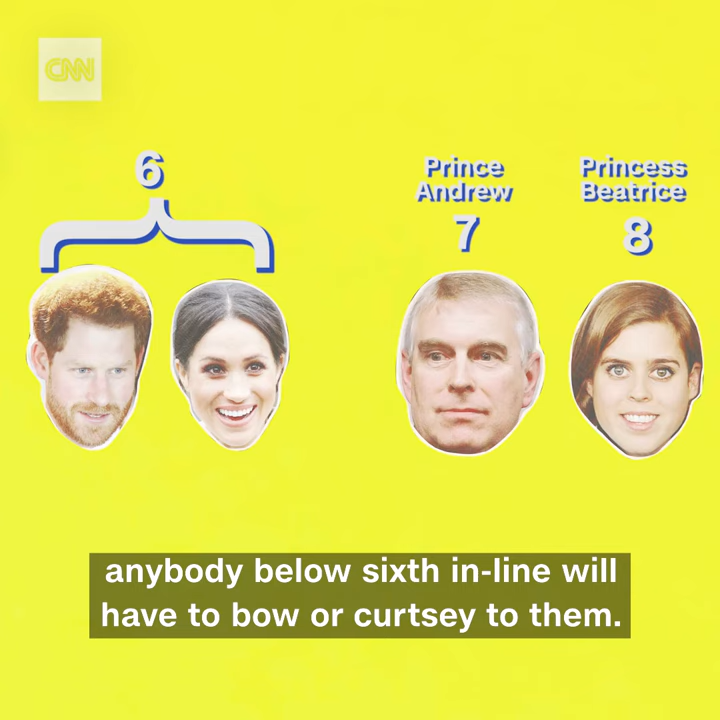 CNN
6
Prince
Andrew
7
Princess
Beatrice
8
anybody below sixth in-line will
have to bow or curtsey to them.